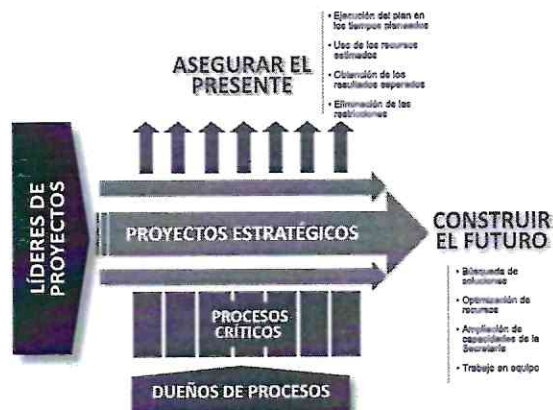 • Ejecución del plan en
los tiempos planeados
• Uso de los recursos
estimados
• Obtención de los
resultados esperados
• Eliminación de las
restricciones
ASEGURAR EL
PRESENTE
LÍDERES DE
PROYECTOS
PROYECTOS ESTRATÉGICOS
CONSTRUIR
EL FUTURO
• Búsqueda de
soluciones
• Optimización de
recursos
• Ampliación de
capacidades de la
Secretaría
• Trabajo en equipo
PROCESOS
CRÍTICOS
DUEÑOS DE PROCESOS